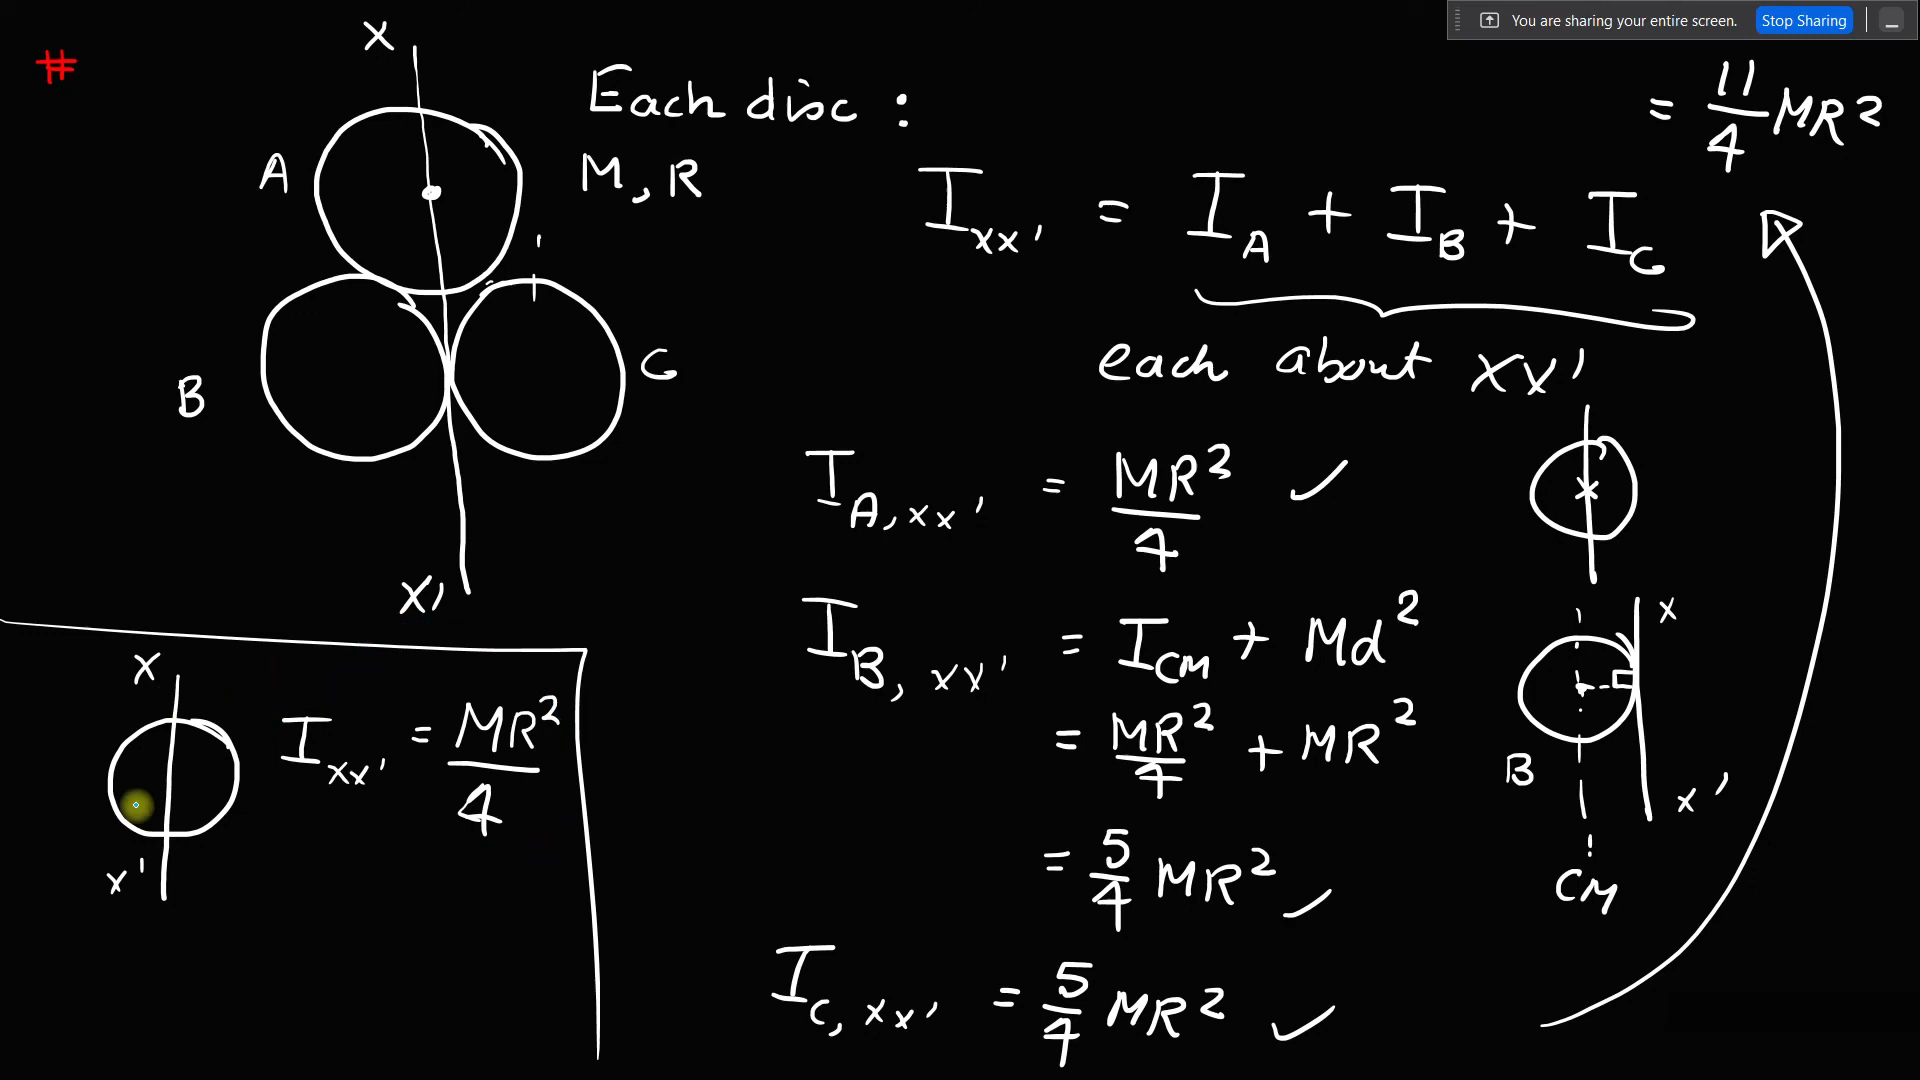 You are sharing your entire screen. Stop Sharing
#
X
A
B
C
X'
Each disc :
M, R
I_xx' = I_A + I_B + I_C
= 11/4 MR²
each about XX'
I_A, xx' = MR²/4 ✓
I_B, xx' = I_CM + Md²
= MR²/4 + MR²
= 5/4 MR² ✓
I_C, xx' = 5/4 MR² ✓
X
X'
B
CM
X
X'
I_xx' = MR²/4